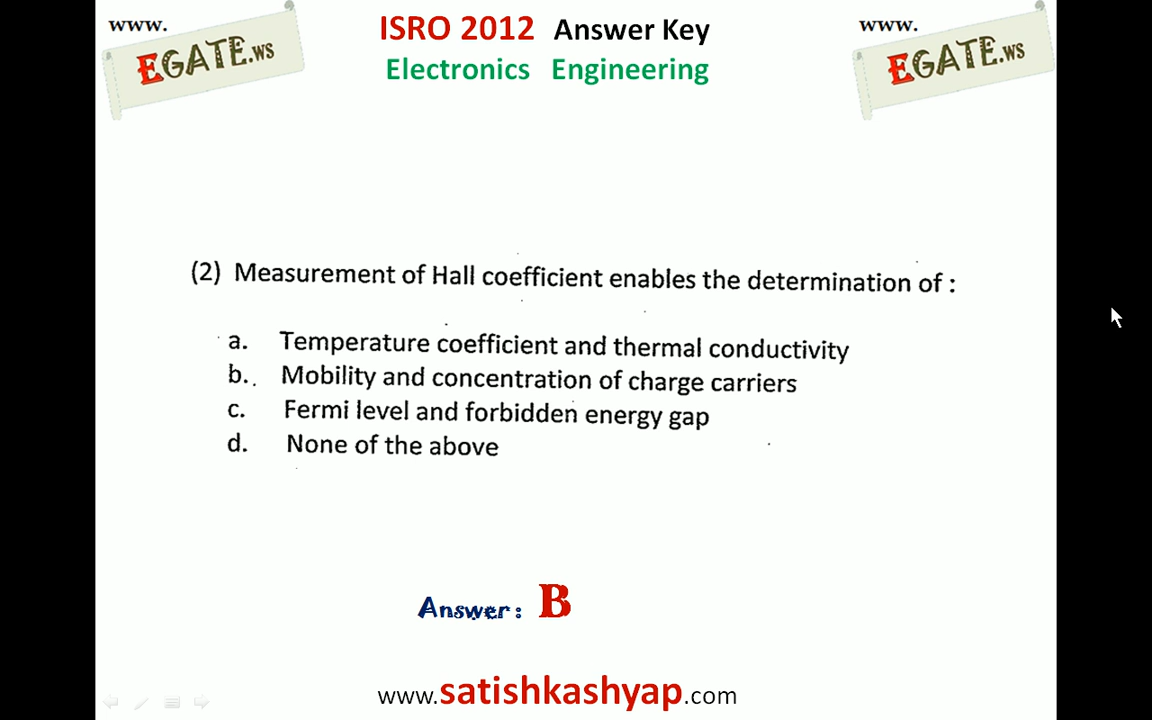 www.
EGATE.ws
ISRO 2012 Answer Key
Electronics Engineering
www.
EGATE.ws
(2) Measurement of Hall coefficient enables the determination of :
a. Temperature coefficient and thermal conductivity
b. Mobility and concentration of charge carriers
c. Fermi level and forbidden energy gap
d. None of the above
Answer: B
www.satishkashyap.com